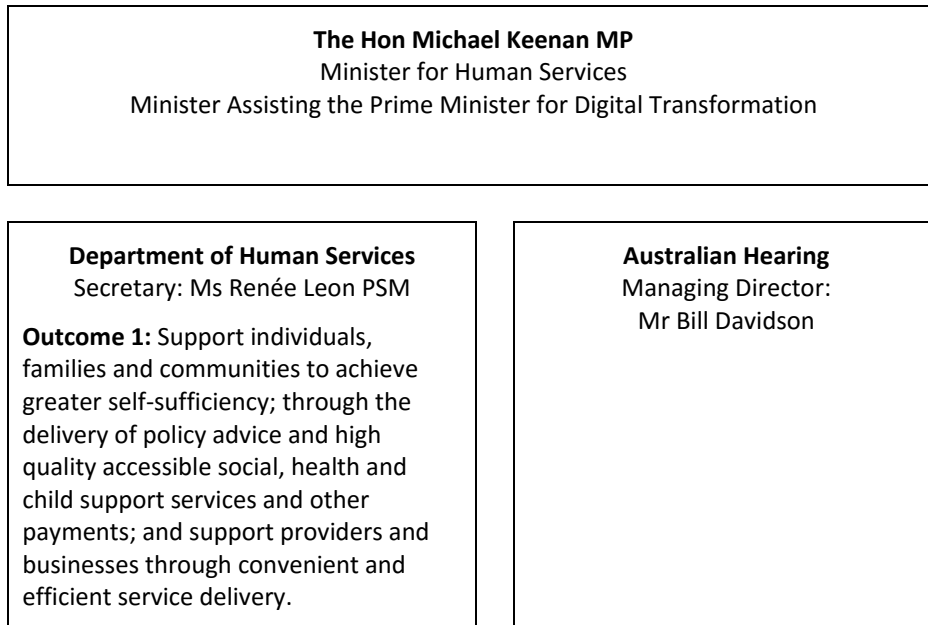 The Hon Michael Keenan MP
Minister for Human Services
Minister Assisting the Prime Minister for Digital Transformation
Department of Human Services
Secretary: Ms Renée Leon PSM
Outcome 1: Support individuals,
families and communities to achieve
greater self-sufficiency; through the
delivery of policy advice and high
quality accessible social, health and
child support services and other
payments; and support providers and
businesses through convenient and
efficient service delivery.
Australian Hearing
Managing Director:
Mr Bill Davidson